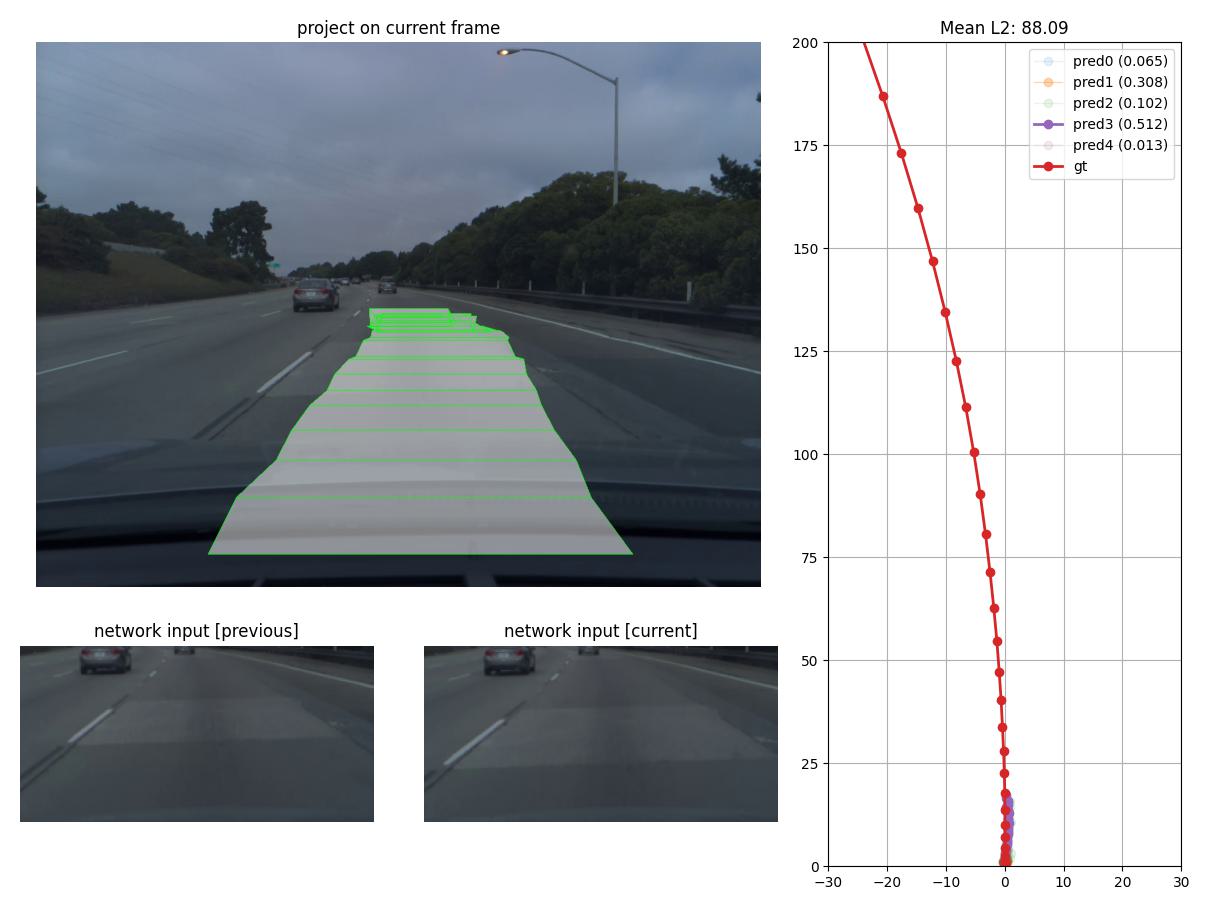 project on current frame
Mean L2: 88.09
200
175
150
125
100
75
50
25
0
−30
−20
−10
0
10
20
30
pred0 (0.065)
pred1 (0.308)
pred2 (0.102)
pred3 (0.512)
pred4 (0.013)
gt
network input [previous]
network input [current]